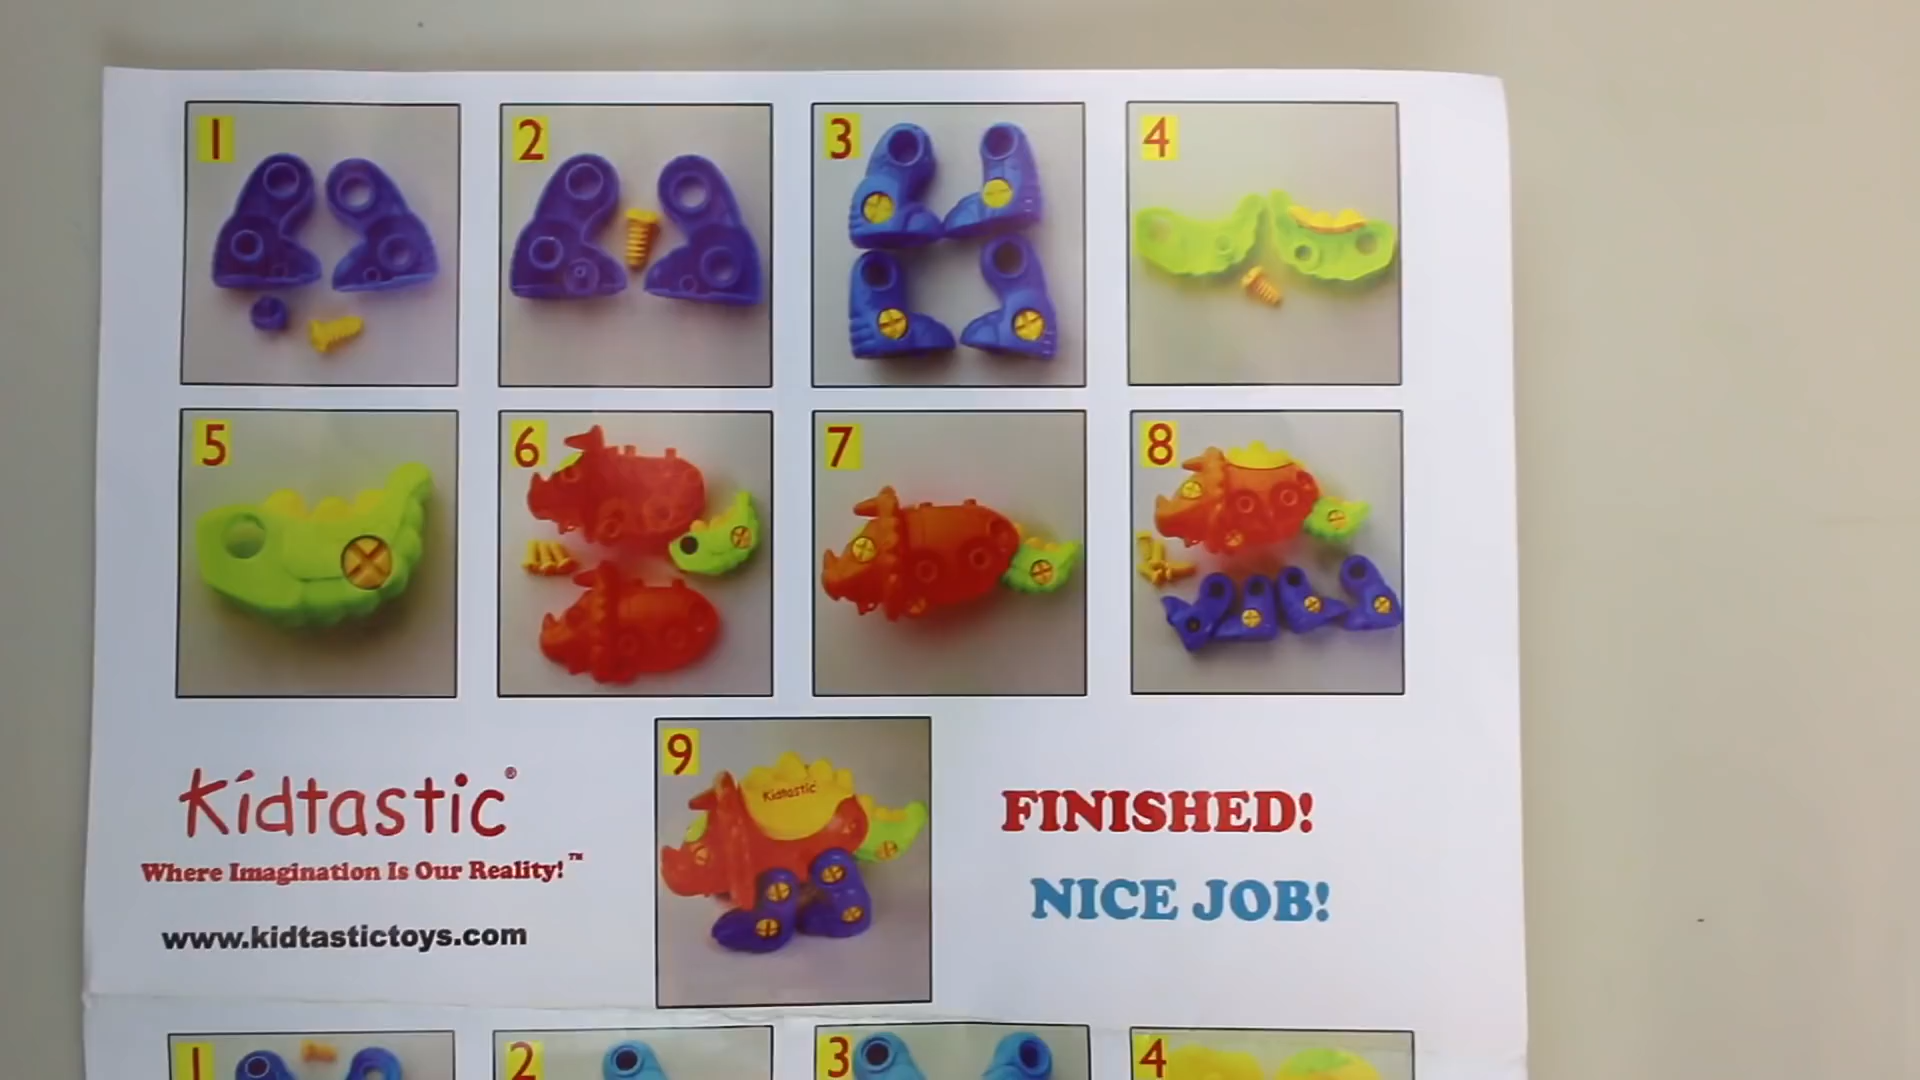 1 2 3 4
5 6 7 8
9
Kidtastic
Kidtastic®
Where Imagination Is Our Reality!™
www.kidtastictoys.com
FINISHED!
NICE JOB!
1 2 3 4